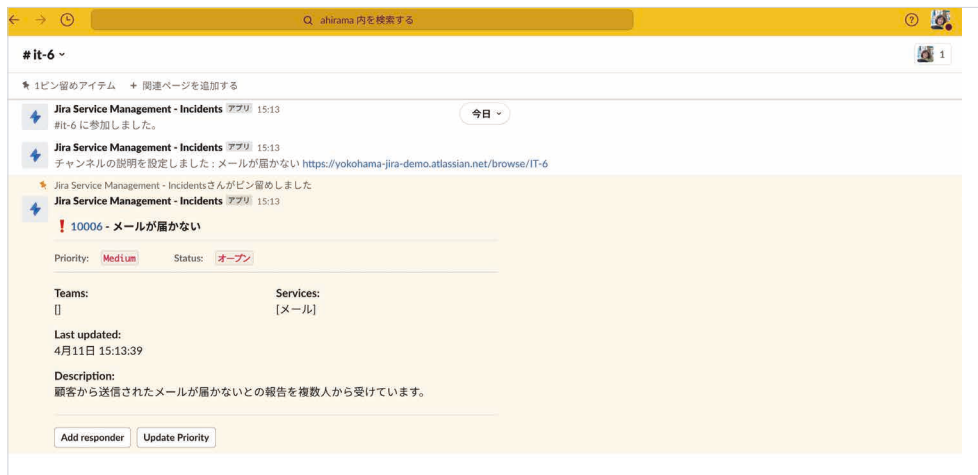 ahirama 内を検索する
# it-6
1
1ピン留めアイテム + 関連ページを追加する
Jira Service Management - Incidents アプリ 15:13
#it-6 に参加しました。
今日
Jira Service Management - Incidents アプリ 15:13
チャンネルの説明を設定しました : メールが届かない https://yokohama-jira-demo.atlassian.net/browse/IT-6
Jira Service Management - Incidentsさんがピン留めしました
Jira Service Management - Incidents アプリ 15:13
❗ 10006 - メールが届かない
Priority: Medium Status: オープン
Teams: Services:
[] [メール]
Last updated:
4月11日 15:13:39
Description:
顧客から送信されたメールが届かないとの報告を複数人から受けています。
Add responder Update Priority